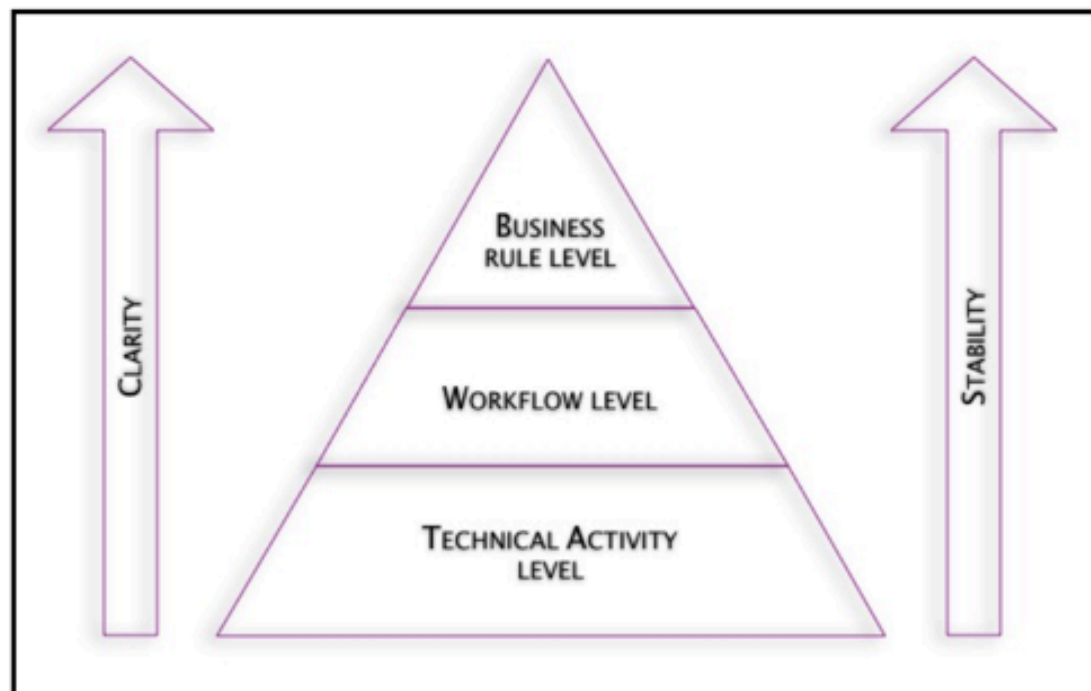 BUSINESS
RULE LEVEL
CLARITY
STABILITY
WORKFLOW LEVEL
TECHNICAL ACTIVITY
LEVEL